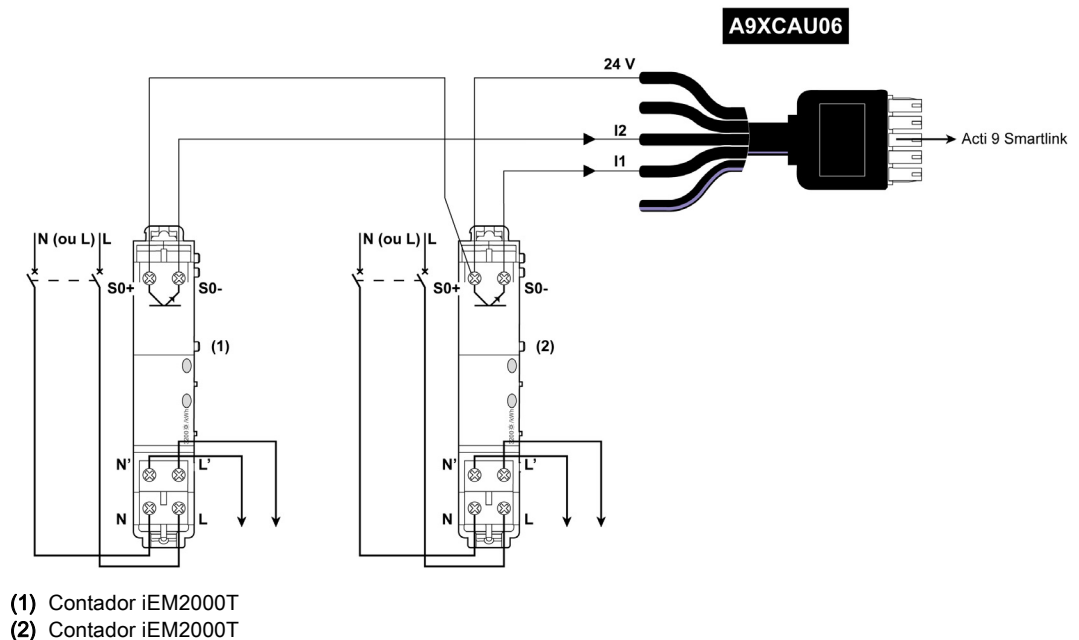 A9XCAU06
24 V
I2
Acti 9 Smartlink
I1
N (ou L) L
N (ou L) L
S0+ S0-
S0+ S0-
(1)
(2)
N' L'
N' L'
N L
N L
(1) Contador iEM2000T
(2) Contador iEM2000T